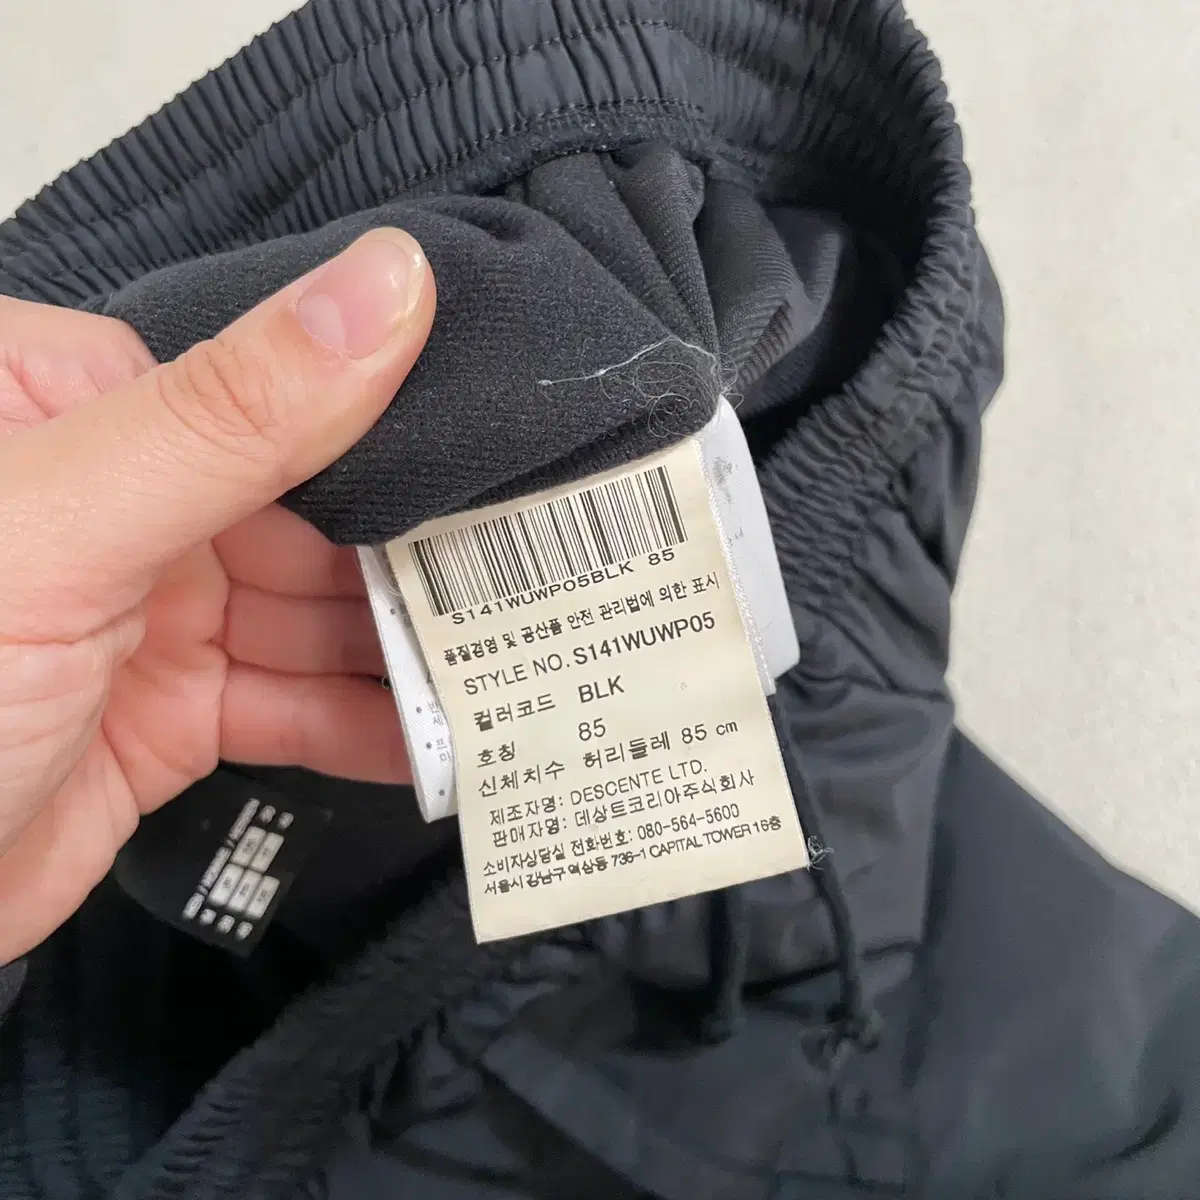 S141WUWP05BLK 85
품질경영 및 공산품 안전 관리법에 의한 표시
STYLE NO. S141WUWP05
컬러코드 BLK
호칭 85
신체치수 허리둘레 85 cm
제조자명: DESCENTE LTD.
판매자명: 데상트코리아주식회사
소비자상담실 전화번호: 080-564-5600
서울시 강남구 역삼동 736-1 CAPITAL TOWER 16층